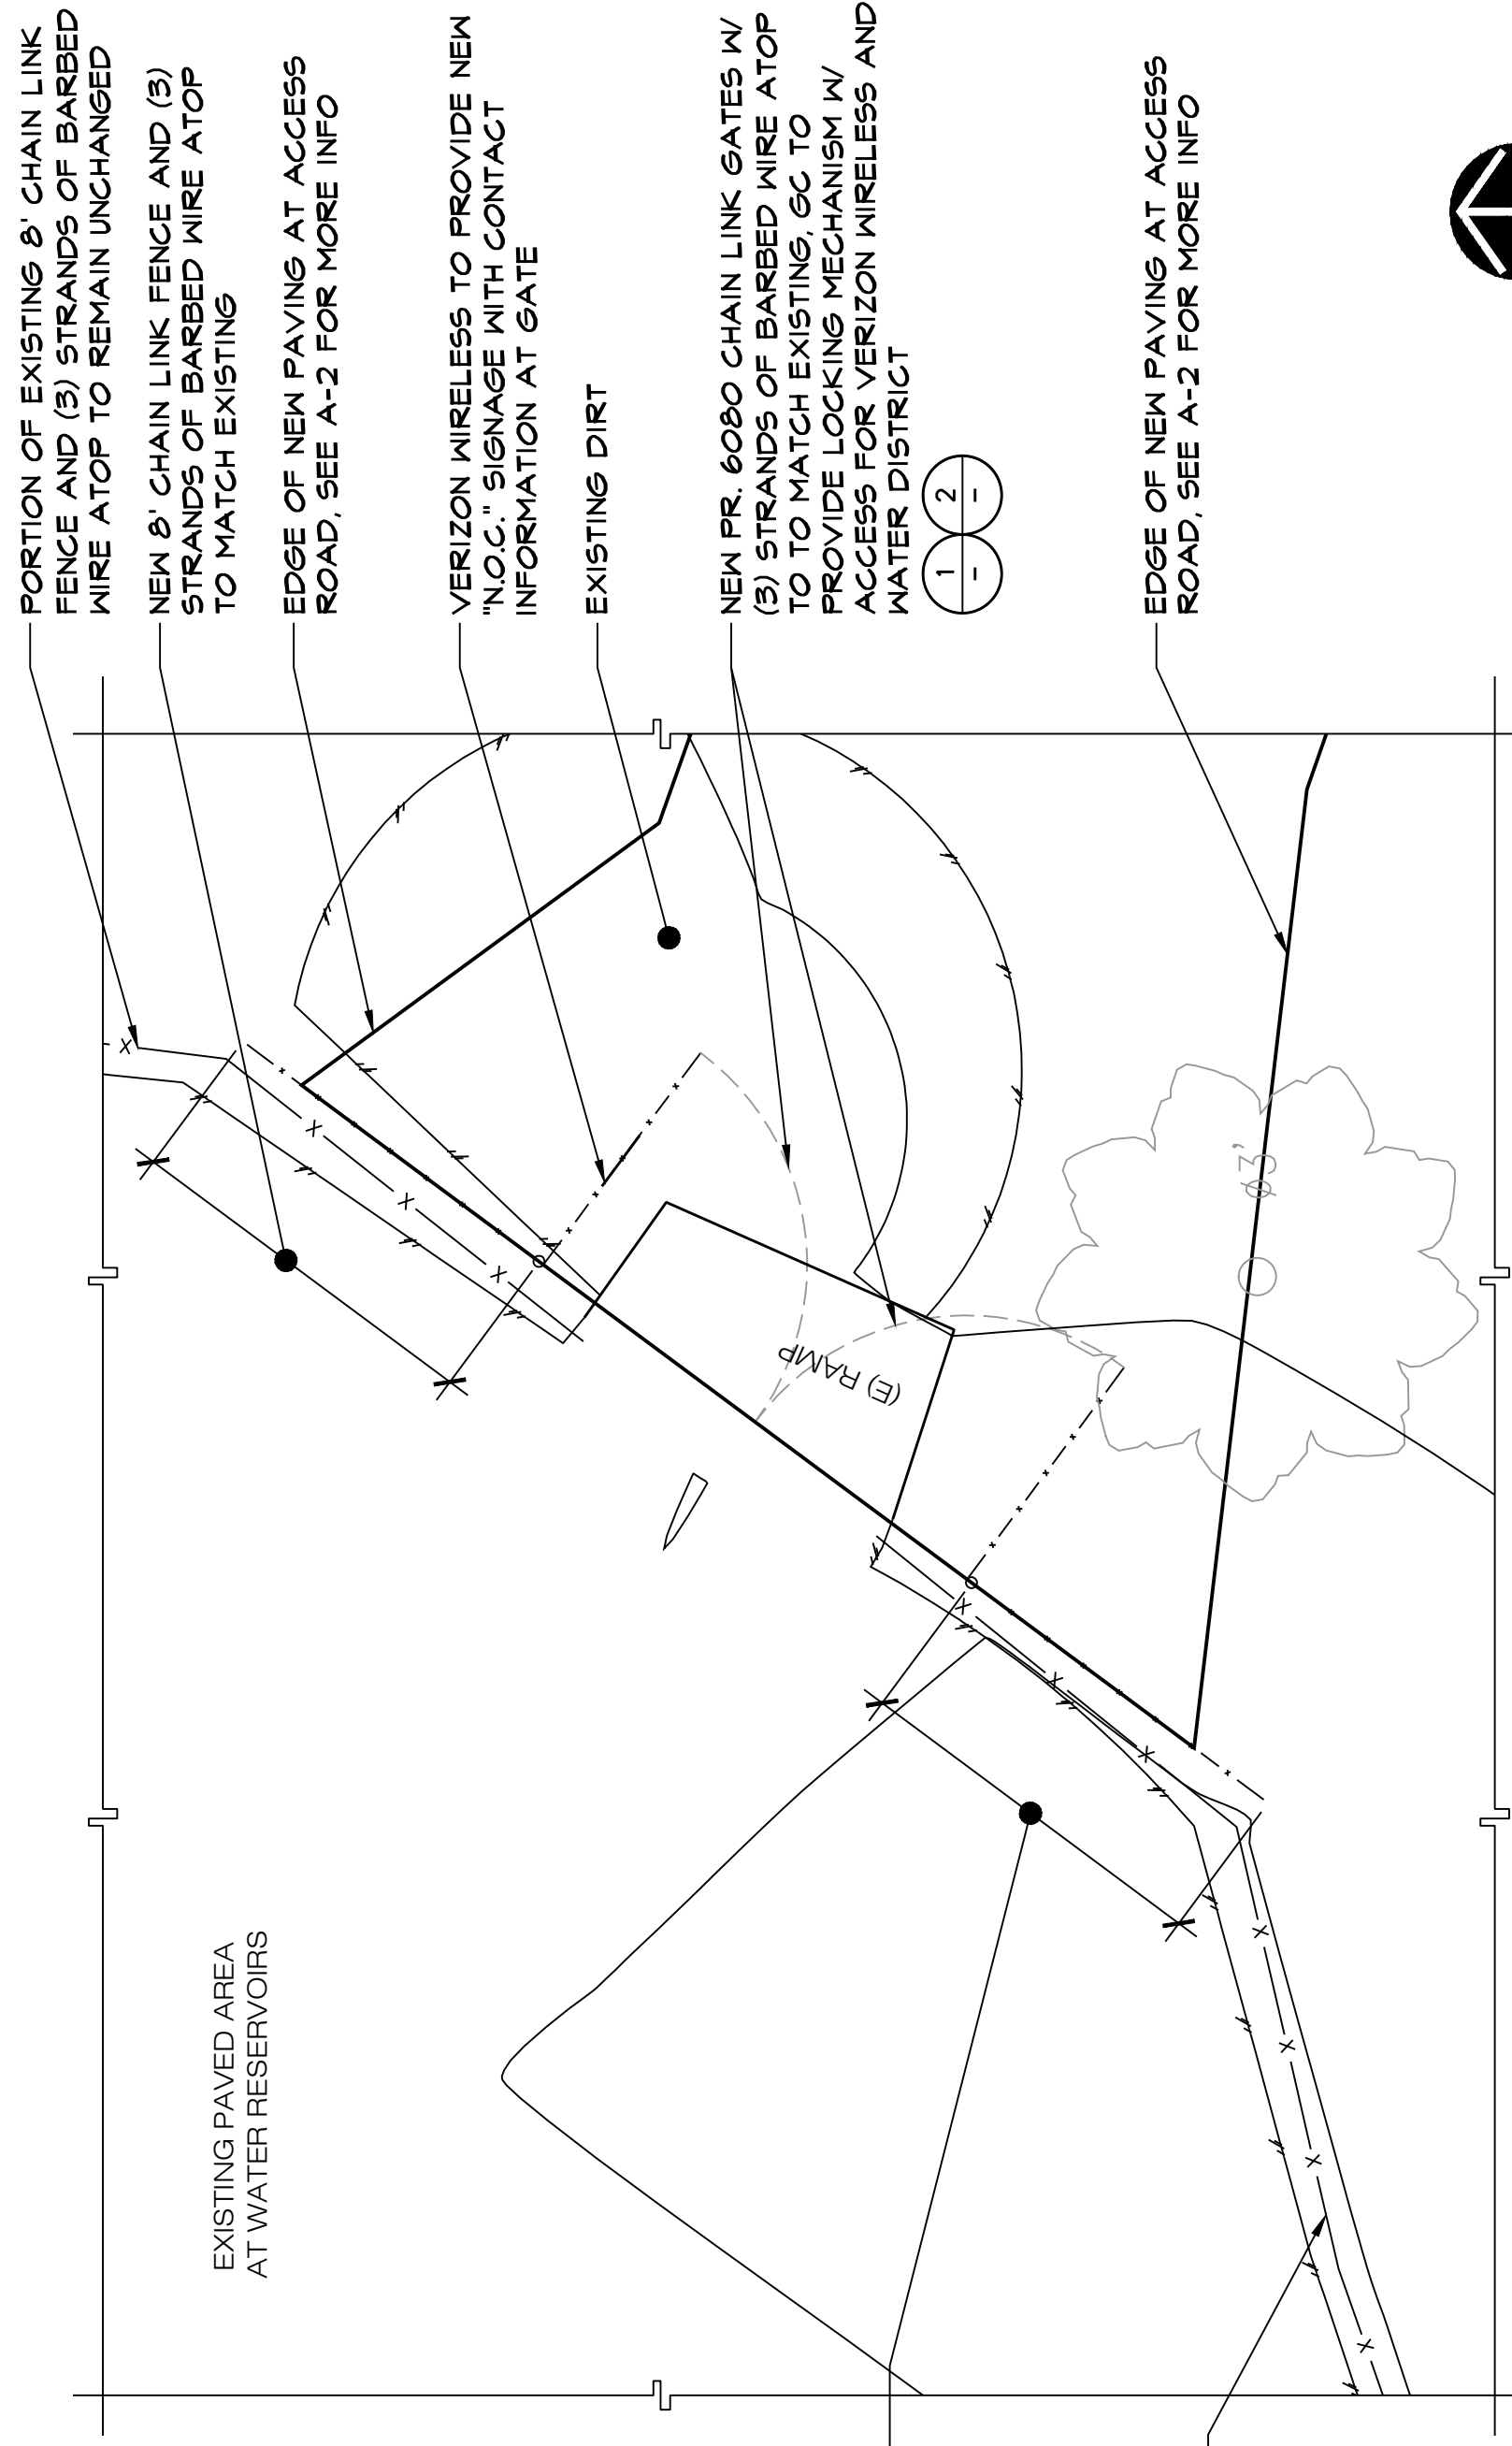 PORTION OF EXISTING 8' CHAIN LINK
FENCE AND (3) STRANDS OF BARBED
WIRE ATOP TO REMAIN UNCHANGED
NEW 8' CHAIN LINK FENCE AND (3)
STRANDS OF BARBED WIRE ATOP
TO MATCH EXISTING
EDGE OF NEW PAVING AT ACCESS
ROAD, SEE A-2 FOR MORE INFO
VERIZON WIRELESS TO PROVIDE NEW
"N.O.C." SIGNAGE WITH CONTACT
INFORMATION AT GATE
EXISTING DIRT
NEW PR. 6080 CHAIN LINK GATES W/
(3) STRANDS OF BARBED WIRE ATOP
TO TO MATCH EXISTING, GC TO
PROVIDE LOCKING MECHANISM W/
ACCESS FOR VERIZON WIRELESS AND
WATER DISTRICT
1 2
- -
EDGE OF NEW PAVING AT ACCESS
ROAD, SEE A-2 FOR MORE INFO
(E) RAMP
EXISTING PAVED AREA
AT WATER RESERVOIRS